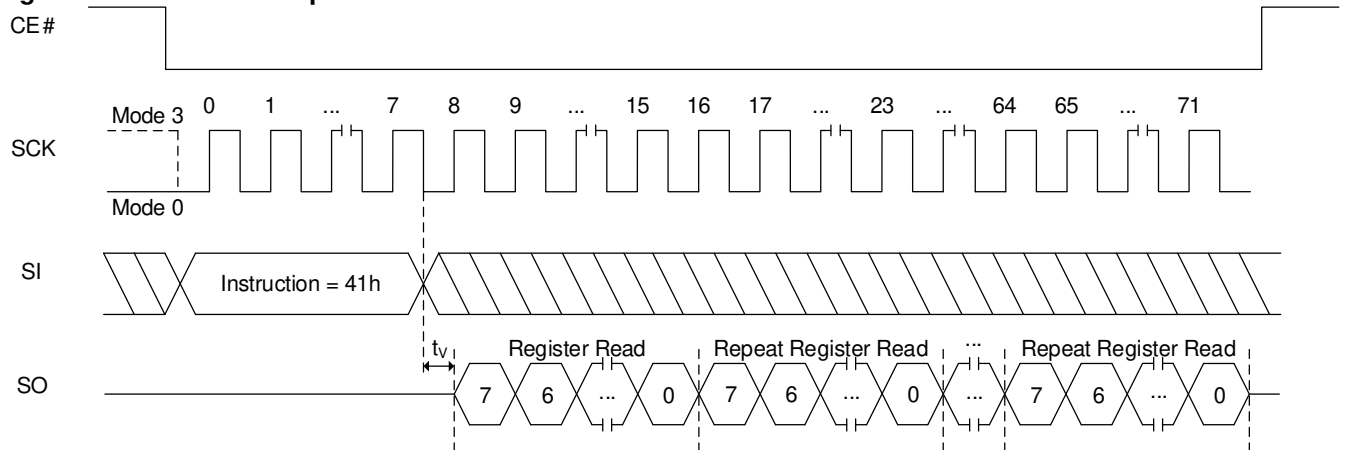 CE#
Mode 3
0 1 ... 7 8 9 ... 15 16 17 ... 23 ... 64 65 ... 71
SCK
Mode 0
SI
Instruction = 41h
tV
Register Read
Repeat Register Read
...
Repeat Register Read
SO
7 6 ... 0 7 6 ... 0 ... 7 6 ... 0